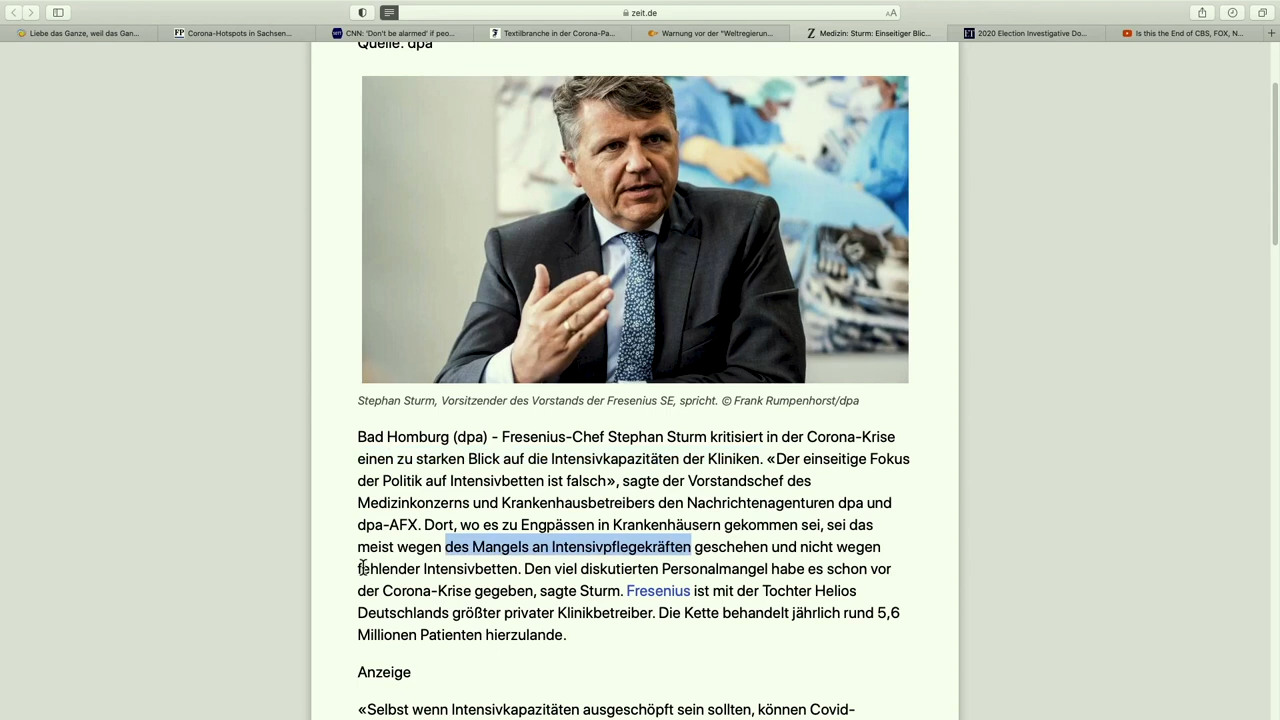 zeit.de
AA
Liebe das Ganze, weil das Gan...
FP Corona-Hotspots in Sachsen...
CNN: 'Don't be alarmed' if peo...
Textilbranche in der Corona-Pa...
Warnung vor der "Weltregierun...
Z Medizin: Sturm: Einseitiger Blic...
2020 Election Investigative Do...
Is this the End of CBS, FOX, N...
Quelle: dpa
Stephan Sturm, Vorsitzender des Vorstands der Fresenius SE, spricht. © Frank Rumpenhorst/dpa
Bad Homburg (dpa) - Fresenius-Chef Stephan Sturm kritisiert in der Corona-Krise
einen zu starken Blick auf die Intensivkapazitäten der Kliniken. «Der einseitige Fokus
der Politik auf Intensivbetten ist falsch», sagte der Vorstandschef des
Medizinkonzerns und Krankenhausbetreibers den Nachrichtenagenturen dpa und
dpa-AFX. Dort, wo es zu Engpässen in Krankenhäusern gekommen sei, sei das
meist wegen des Mangels an Intensivpflegekräften geschehen und nicht wegen
fehlender Intensivbetten. Den viel diskutierten Personalmangel habe es schon vor
der Corona-Krise gegeben, sagte Sturm. Fresenius ist mit der Tochter Helios
Deutschlands größter privater Klinikbetreiber. Die Kette behandelt jährlich rund 5,6
Millionen Patienten hierzulande.
Anzeige
«Selbst wenn Intensivkapazitäten ausgeschöpft sein sollten, können Covid-